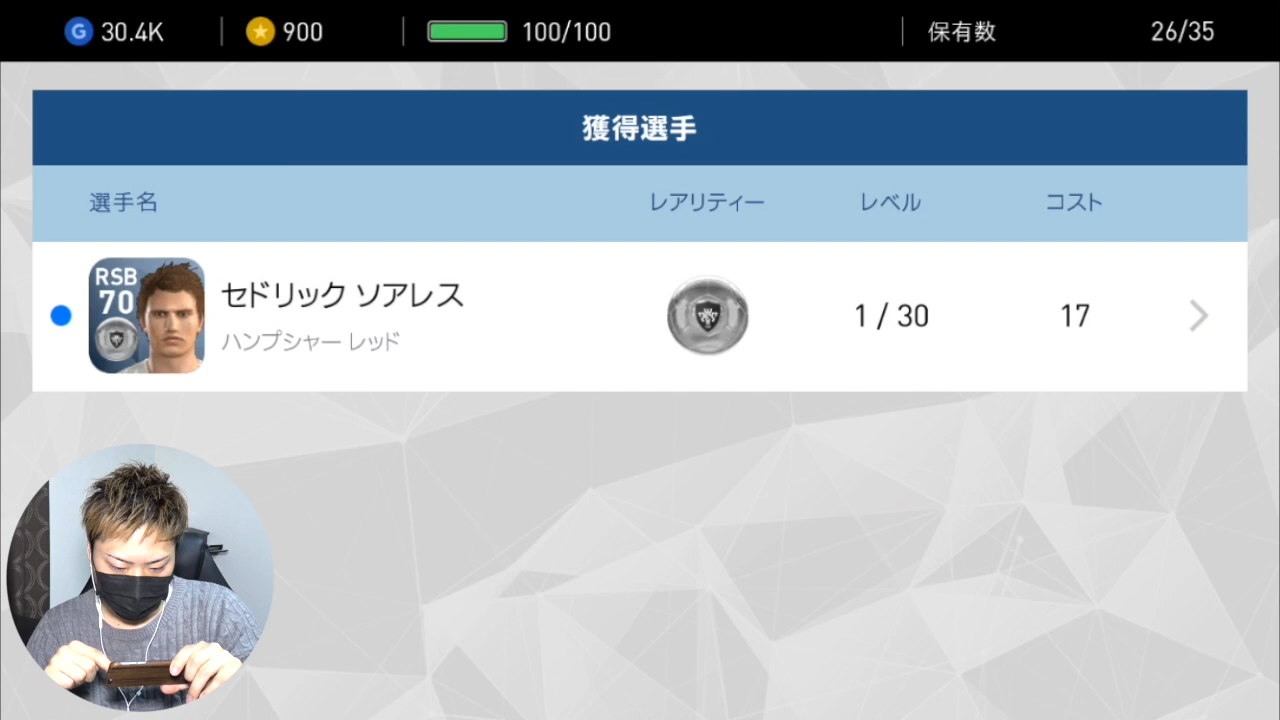 G 30.4K 900 100/100 保有数 26/35
獲得選手
選手名 レアリティー レベル コスト
RSB
70
セドリック ソアレス
ハンプシャー レッド
1 / 30 17